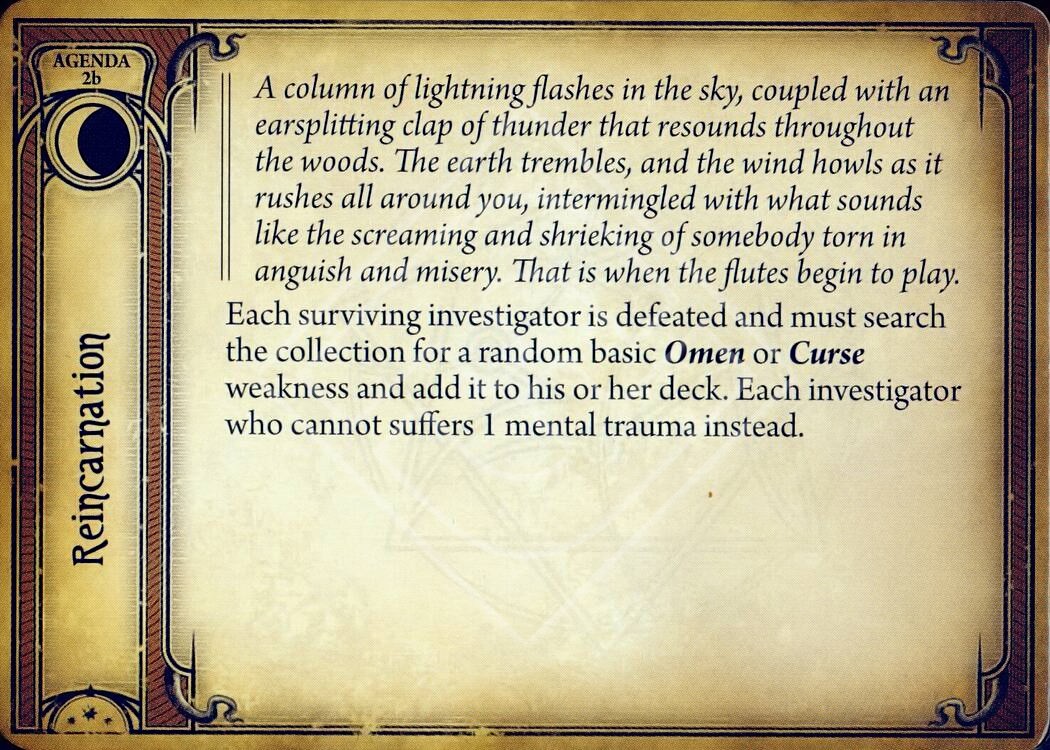 AGENDA
2b
Reincarnation
A column of lightning flashes in the sky, coupled with an
earsplitting clap of thunder that resounds throughout
the woods. The earth trembles, and the wind howls as it
rushes all around you, intermingled with what sounds
like the screaming and shrieking of somebody torn in
anguish and misery. That is when the flutes begin to play.
Each surviving investigator is defeated and must search
the collection for a random basic Omen or Curse
weakness and add it to his or her deck. Each investigator
who cannot suffers 1 mental trauma instead.